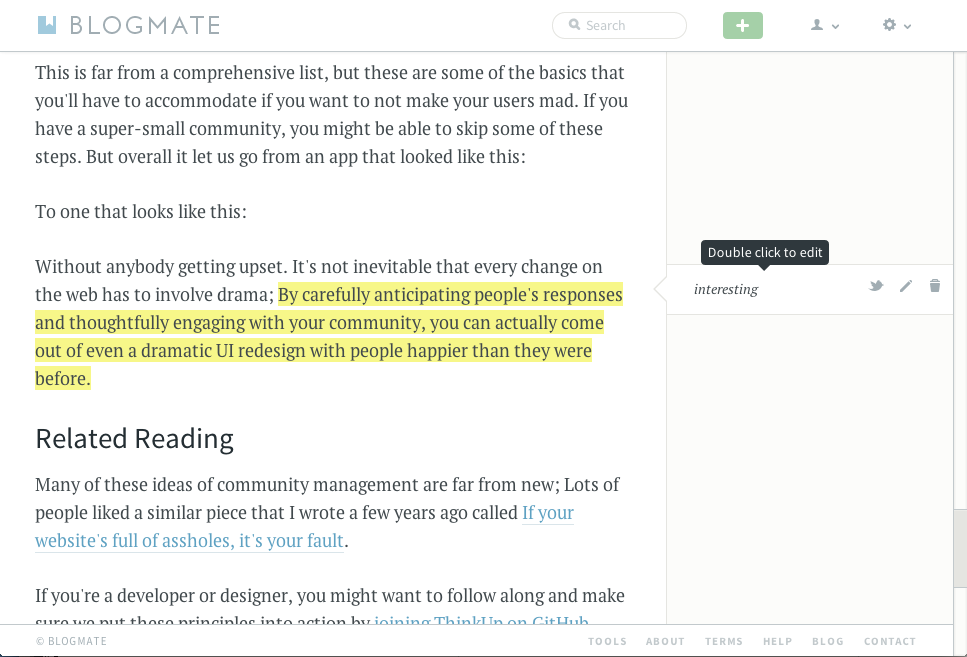 BLOGMATE
Search
This is far from a comprehensive list, but these are some of the basics that
you'll have to accommodate if you want to not make your users mad. If you
have a super-small community, you might be able to skip some of these
steps. But overall it let us go from an app that looked like this:
To one that looks like this:
Without anybody getting upset. It's not inevitable that every change on
the web has to involve drama; By carefully anticipating people's responses
and thoughtfully engaging with your community, you can actually come
out of even a dramatic UI redesign with people happier than they were
before.
Double click to edit
interesting
Related Reading
Many of these ideas of community management are far from new; Lots of
people liked a similar piece that I wrote a few years ago called If your
website's full of assholes, it's your fault.
If you're a developer or designer, you might want to follow along and make
sure we put these principles into action by joining ThinkUp on GitHub
© BLOGMATE
TOOLS ABOUT TERMS HELP BLOG CONTACT